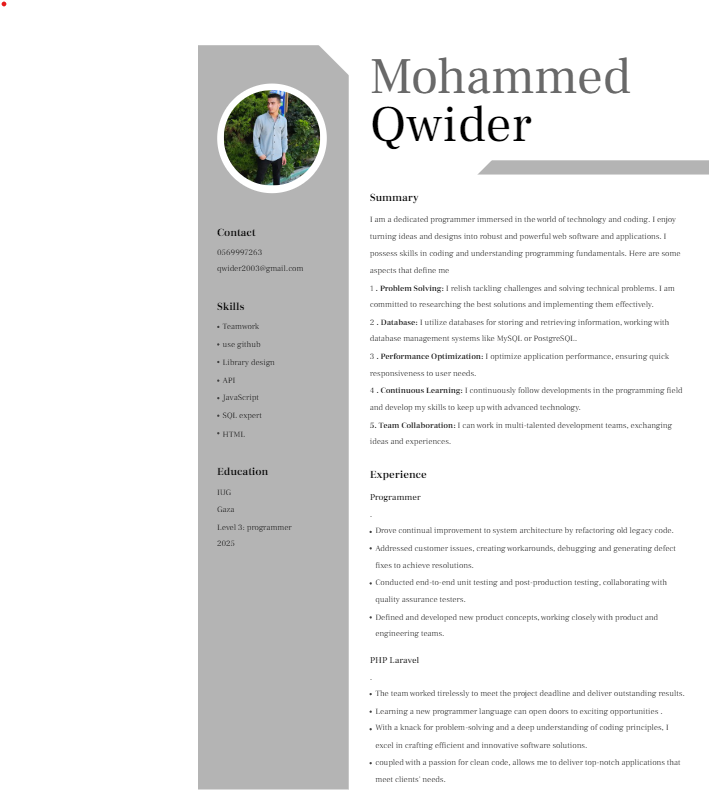 Mohammed
Qwider
Contact
0569997263
qwider2003@gmail.com
Skills
• Teamwork
• use github
• Library design
• API
• JavaScript
• SQL expert
• HTML
Education
IUG
Gaza
Level 3: programmer
2025
Summary
I am a dedicated programmer immersed in the world of technology and coding. I enjoy
turning ideas and designs into robust and powerful web software and applications. I
possess skills in coding and understanding programming fundamentals. Here are some
aspects that define me
1 . Problem Solving: I relish tackling challenges and solving technical problems. I am
committed to researching the best solutions and implementing them effectively.
2 . Database: I utilize databases for storing and retrieving information, working with
database management systems like MySQL or PostgreSQL.
3 . Performance Optimization: I optimize application performance, ensuring quick
responsiveness to user needs.
4 . Continuous Learning: I continuously follow developments in the programming field
and develop my skills to keep up with advanced technology.
5. Team Collaboration: I can work in multi-talented development teams, exchanging
ideas and experiences.
Experience
Programmer
.
• Drove continual improvement to system architecture by refactoring old legacy code.
• Addressed customer issues, creating workarounds, debugging and generating defect
fixes to achieve resolutions.
• Conducted end-to-end unit testing and post-production testing, collaborating with
quality assurance testers.
• Defined and developed new product concepts, working closely with product and
engineering teams.
PHP Laravel
.
• The team worked tirelessly to meet the project deadline and deliver outstanding results.
• Learning a new programmer language can open doors to exciting opportunities .
• With a knack for problem-solving and a deep understanding of coding principles, I
excel in crafting efficient and innovative software solutions.
• coupled with a passion for clean code, allows me to deliver top-notch applications that
meet clients' needs.